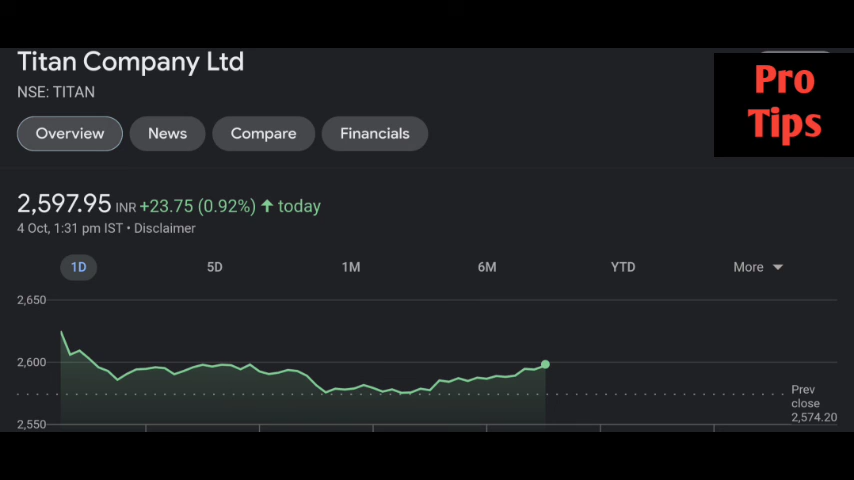 Titan Company Ltd
NSE: TITAN
Pro
Tips
Overview News Compare Financials
2,597.95 INR +23.75 (0.92%) ↑ today
4 Oct, 1:31 pm IST • Disclaimer
1D 5D 1M 6M YTD More
2,650
2,600
Prev
close
2,574.20
2,550